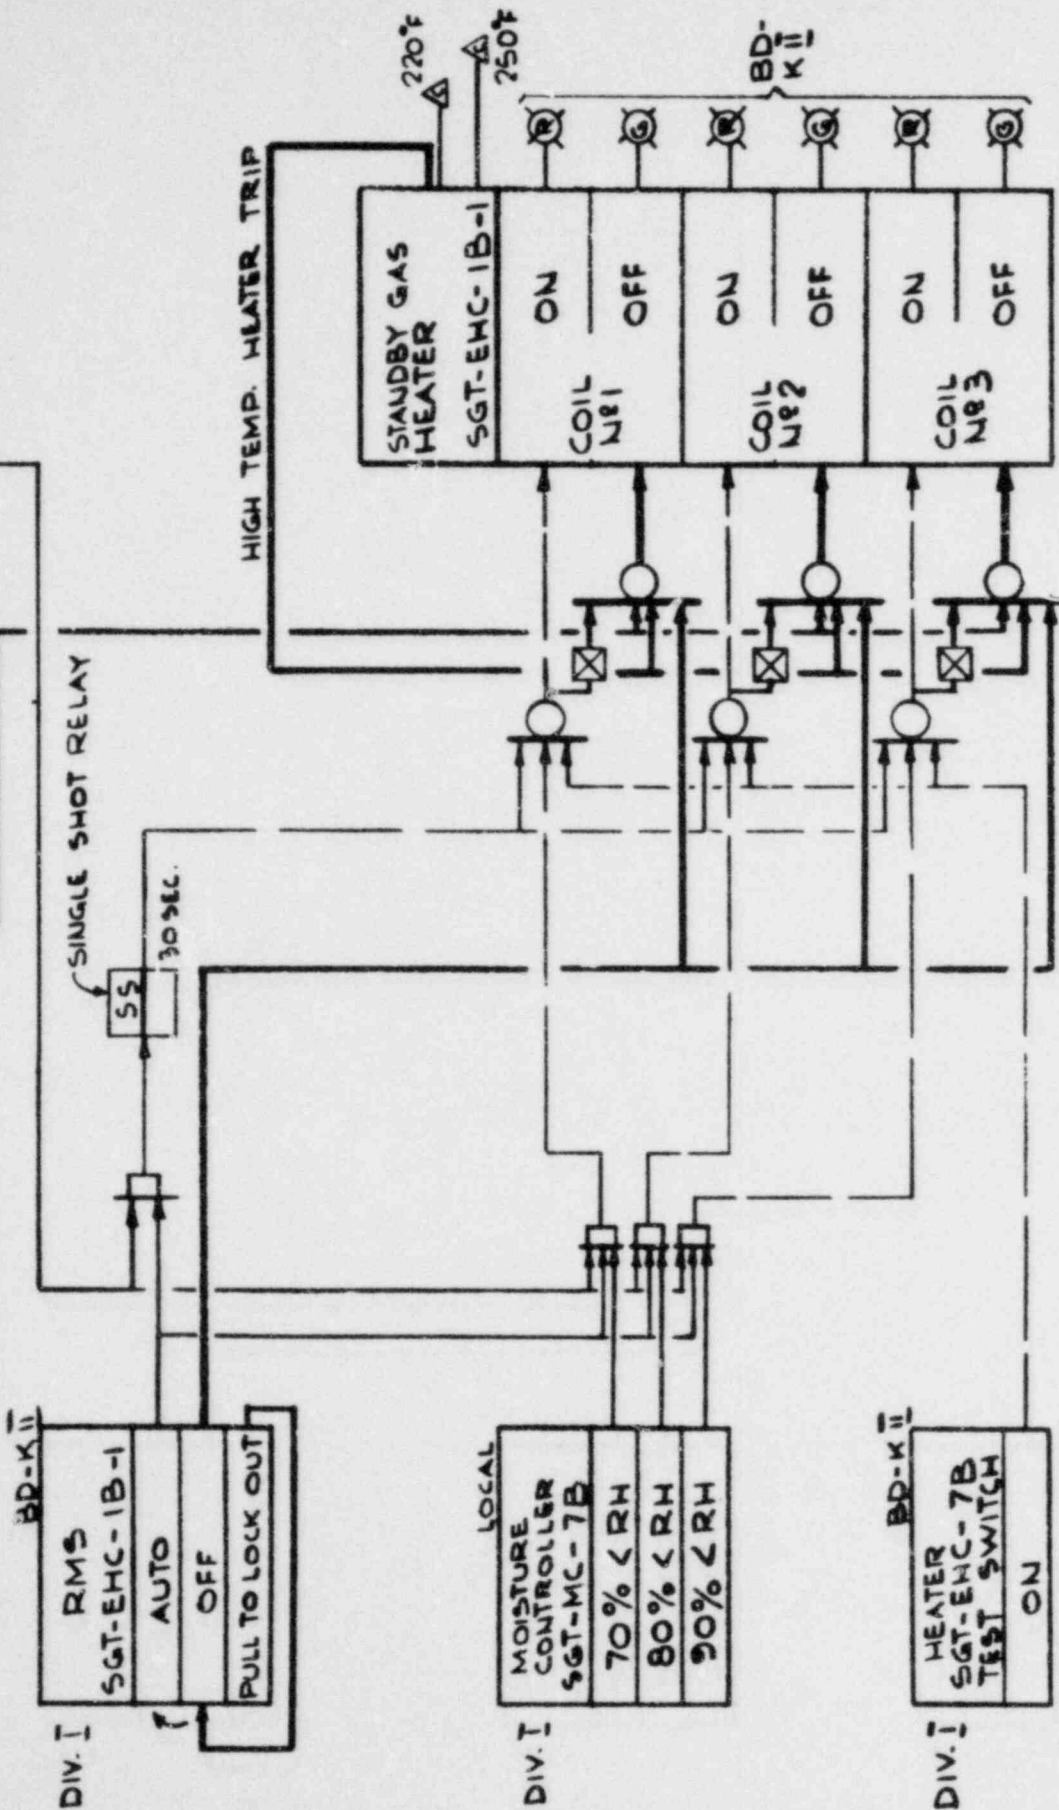 BD-K II
DIV. I
RMS
SGT-EHC-1B-1
AUTO
OFF
PULL TO LOCK OUT
SINGLE SHOT RELAY
SS
30 SEC.
HIGH TEMP. HEATER TRIP
220°F
250°F
STANDBY GAS
HEATER
SGT-EHC-1B-1
COIL
Nº1
ON
OFF
COIL
Nº2
ON
OFF
COIL
Nº3
ON
OFF
R
G
R
G
R
G
BD-
K II
LOCAL
DIV. I
MOISTURE
CONTROLLER
SGT-MC-7B
70% < RH
80% < RH
90% < RH
BD-K II
DIV. I
HEATER
SGT-EHC-7B
TEST SWITCH
ON